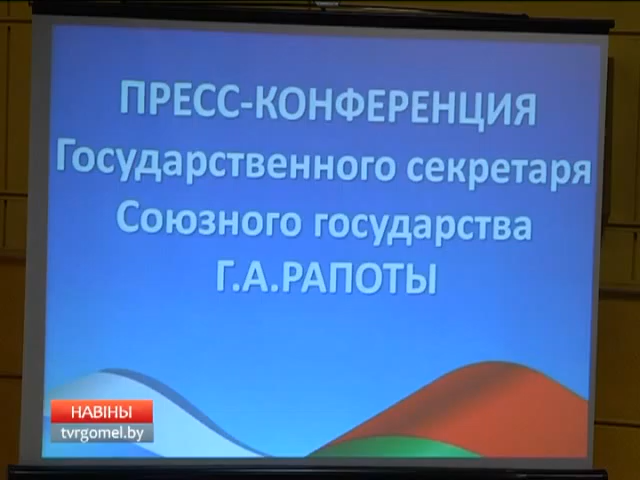 ПРЕСС-КОНФЕРЕНЦИЯ
Государственного секретаря
Союзного государства
Г.А.РАПОТЫ
НАВІНЫ
tvrgomel.by